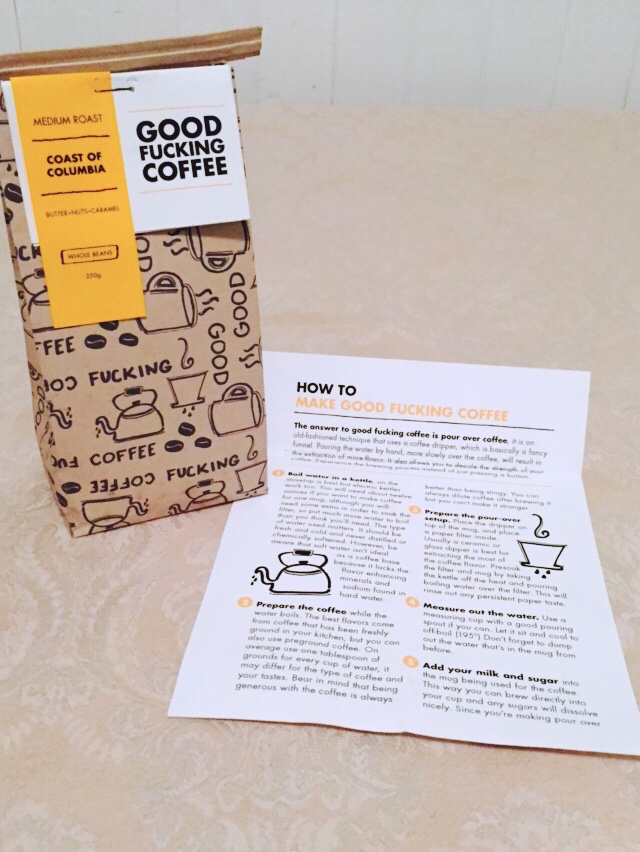 MEDIUM ROAST
COAST OF
COLUMBIA
BUTTER•NUTS•CARAMEL
WHOLE BEANS
250g
GOOD
FUCKING
COFFEE
GOOD
GOOD
FFEE
FUCKING
COFFEE
FUCKING
COFFEE
HOW TO
MAKE GOOD FUCKING COFFEE
The answer to good fucking coffee is pour over coffee, it is an
old-fashioned technique that uses a coffee dripper, which is basically a fancy
funnel. Pouring the water by hand, more slowly over the coffee, will result in
the extraction of more flavor. It also allows you to decide the strength of your
coffee. Experience the brewing process instead of just pressing a button.
1 Boil water in a kettle, on the
stovetop is best but electric kettles
work too. You will need about twelve
ounces if you want to make coffee
for one mug, although you will
need some extra in order to soak the
filter, so put much more water to boil
than you think you'll need. The type
of water used matters. It should be
fresh and cold and never distilled or
chemically softened. However, be
aware that soft water isn't ideal
as a coffee base
because it lacks the
flavor enhancing
minerals and
sodium found in
hard water.
2 Prepare the coffee while the
water boils. The best flavors come
from coffee that has been freshly
ground in your kitchen, but you can
also use preground coffee. On
average use one tablespoon of
grounds for every cup of water, it
may differ for the type of coffee and
your tastes. Bear in mind that being
generous with the coffee is always
better than being stingy. You can
always dilute coffee after brewing it
but you can't make it stronger.
3 Prepare the pour-over
setup. Place the dripper on
top of the mug, and place
a paper filter inside.
Usually a ceramic or
glass dipper is best for
extracting the most of
the coffee flavor. Presoak
the filter and mug by taking
the kettle off the heat and pouring
boiling water over the filter. This will
rinse out any persistent paper taste.
4 Measure out the water. Use a
measuring cup with a good pouring
spout if you can. Let it sit and cool to
off-boil (195°) Don't forget to dump
out the water that's in the mug from
before.
5 Add your milk and sugar into
the mug being used for the coffee.
This way you can brew directly into
your cup and any sugars will dissolve
nicely. Since you're making pour over